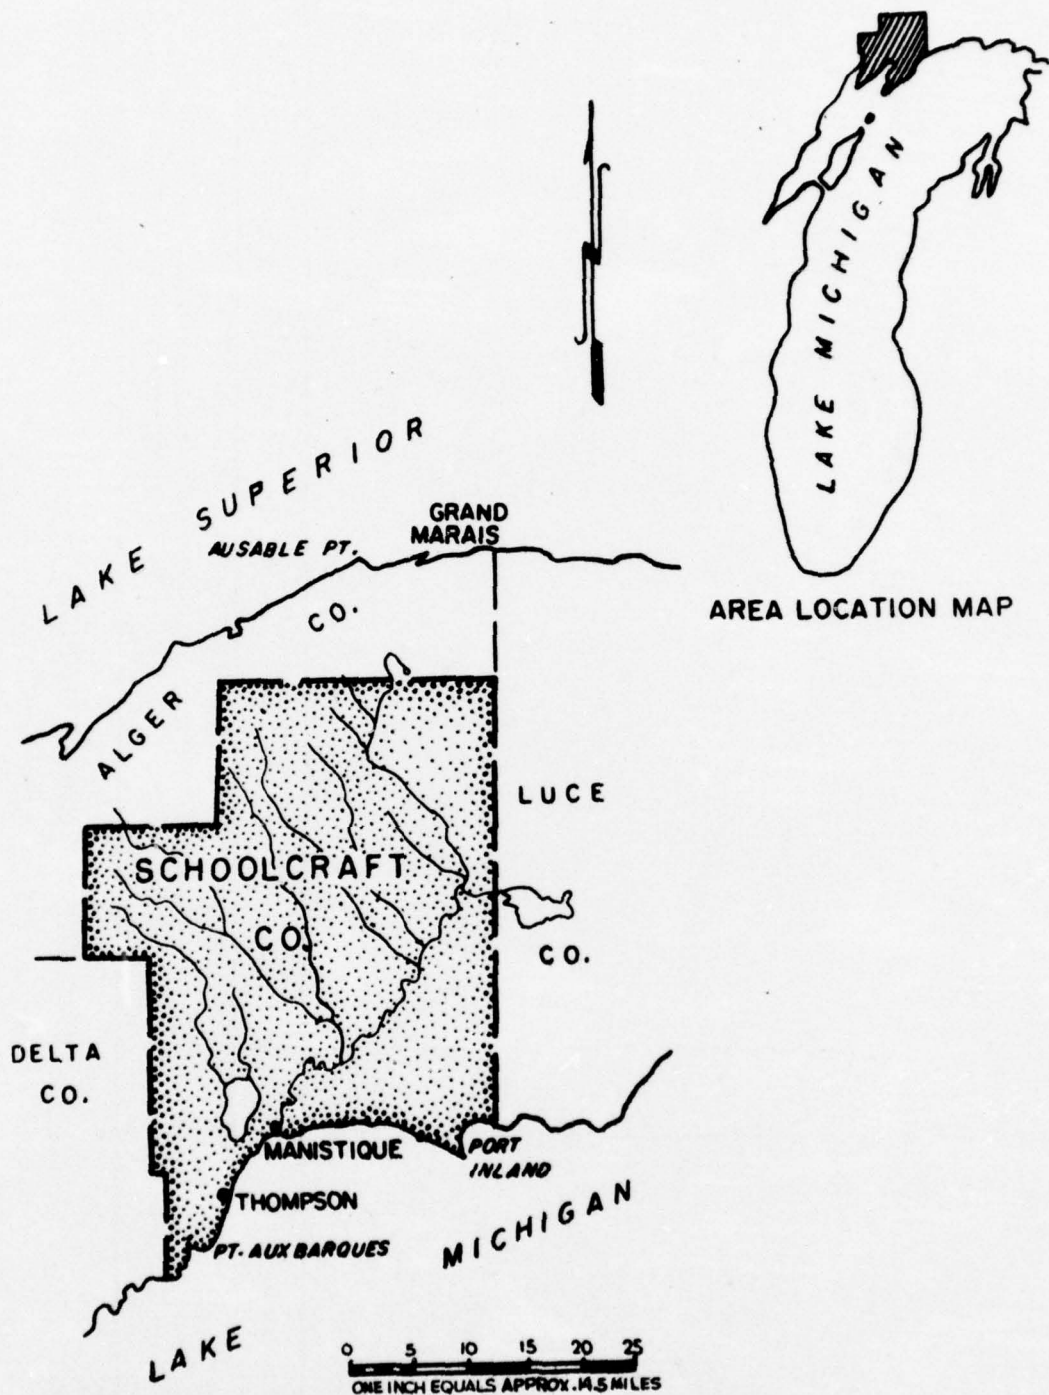 LAKE MICHIGAN
AREA LOCATION MAP
LAKE SUPERIOR
GRAND
MARAIS
AUSABLE PT.
ALGER CO.
LUCE
CO.
SCHOOLCRAFT
CO.
DELTA
CO.
MANISTIQUE
PORT
INLAND
THOMPSON
PT. AUX BARQUES
LAKE MICHIGAN
0 5 10 15 20 25
ONE INCH EQUALS APPROX. 14.5 MILES